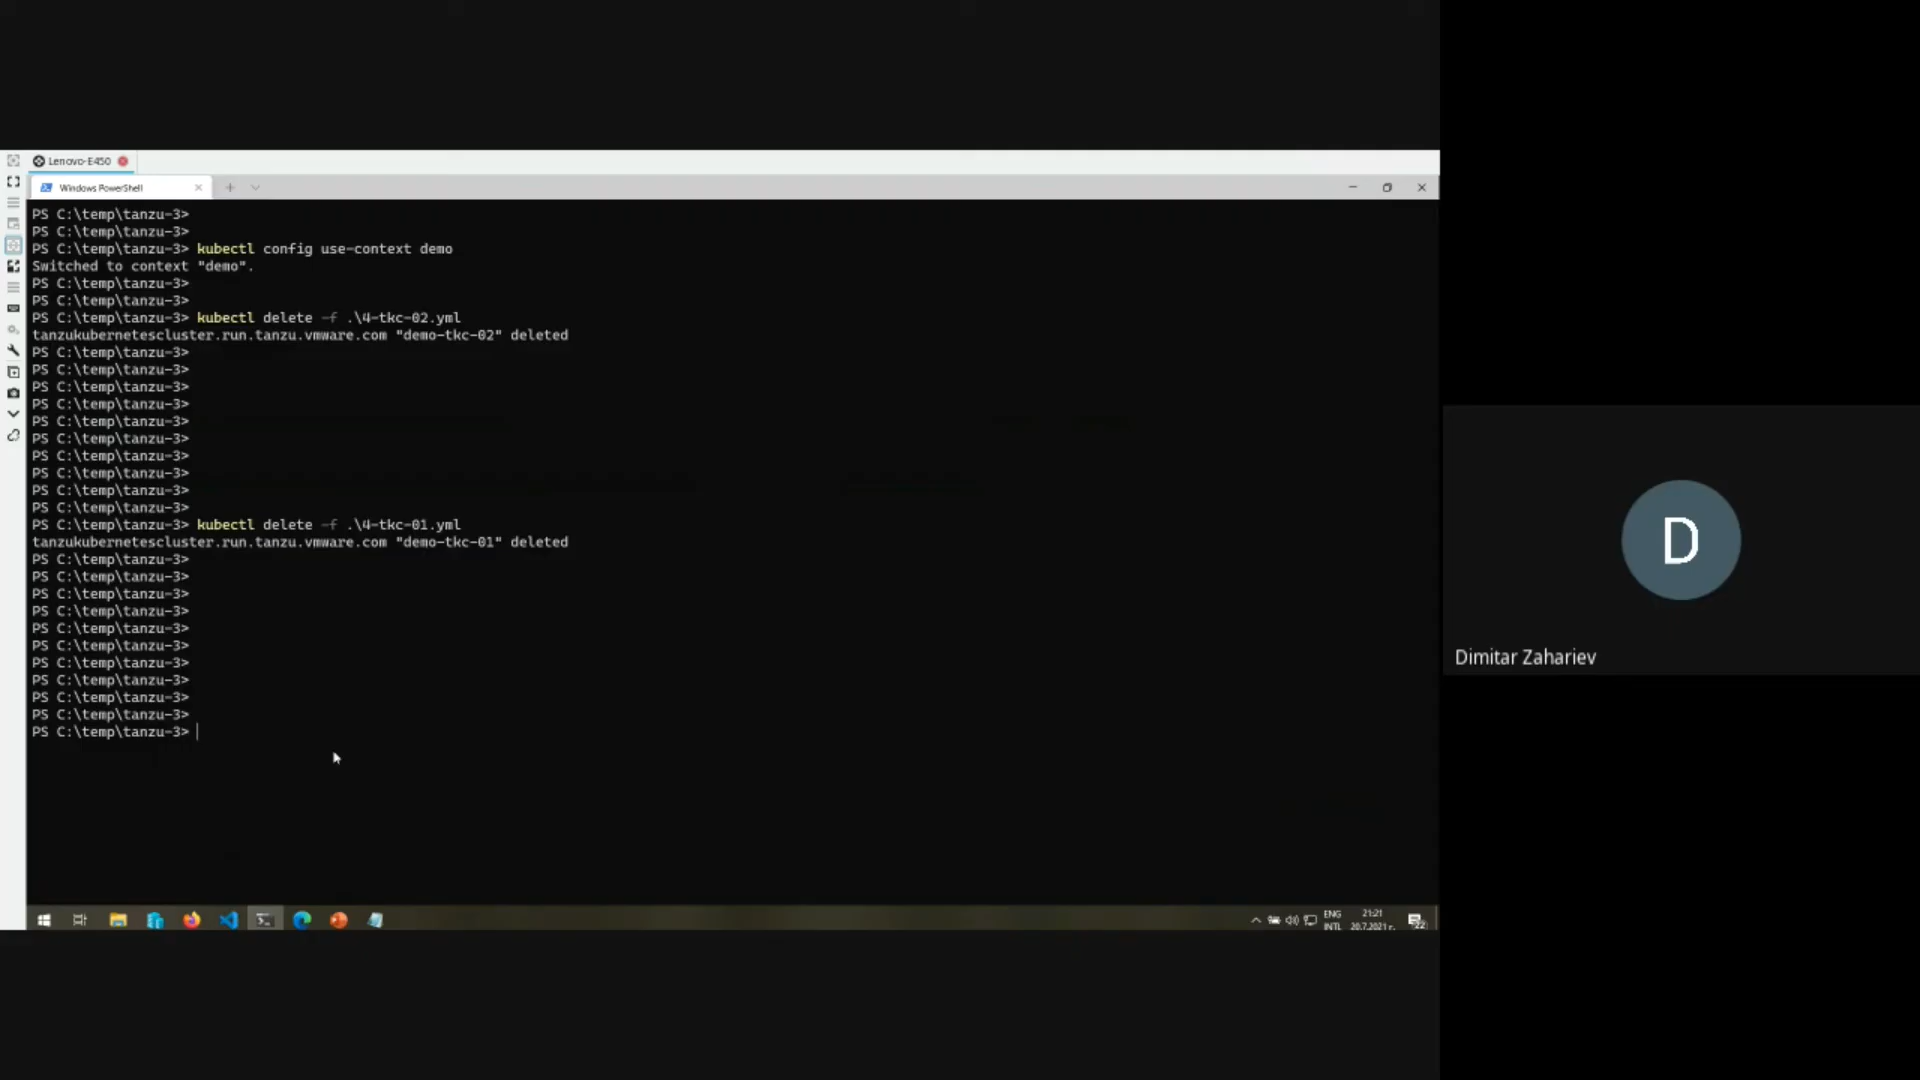 Lenovo-E450
Windows PowerShell
PS C:\temp\tanzu-3>
PS C:\temp\tanzu-3>
PS C:\temp\tanzu-3> kubectl config use-context demo
Switched to context "demo".
PS C:\temp\tanzu-3>
PS C:\temp\tanzu-3>
PS C:\temp\tanzu-3> kubectl delete -f .\4-tkc-02.yml
tanzukubernetescluster.run.tanzu.vmware.com "demo-tkc-02" deleted
PS C:\temp\tanzu-3>
PS C:\temp\tanzu-3>
PS C:\temp\tanzu-3>
PS C:\temp\tanzu-3>
PS C:\temp\tanzu-3>
PS C:\temp\tanzu-3>
PS C:\temp\tanzu-3>
PS C:\temp\tanzu-3>
PS C:\temp\tanzu-3>
PS C:\temp\tanzu-3>
PS C:\temp\tanzu-3> kubectl delete -f .\4-tkc-01.yml
tanzukubernetescluster.run.tanzu.vmware.com "demo-tkc-01" deleted
PS C:\temp\tanzu-3>
PS C:\temp\tanzu-3>
PS C:\temp\tanzu-3>
PS C:\temp\tanzu-3>
PS C:\temp\tanzu-3>
PS C:\temp\tanzu-3>
PS C:\temp\tanzu-3>
PS C:\temp\tanzu-3>
PS C:\temp\tanzu-3>
PS C:\temp\tanzu-3>
PS C:\temp\tanzu-3>
D
Dimitar Zahariev
ENG
INTL
21:21
20.7.2021 г.
22